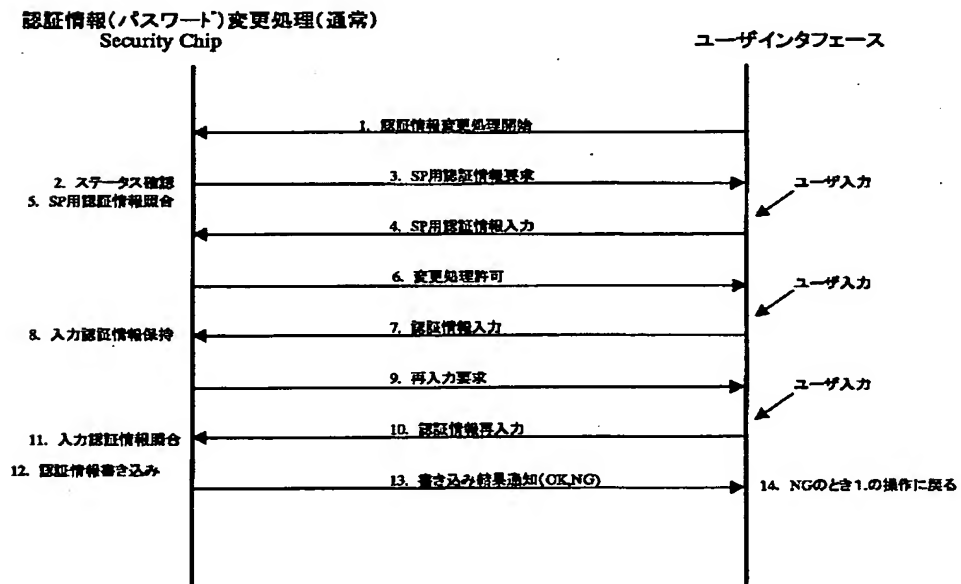 認証情報(パスワード)変更処理(通常)
Security Chip
ユーザインタフェース
1. 認証情報変更処理開始
2. ステータス確認
3. SP用認証情報要求
ユーザ入力
5. SP用認証情報照合
4. SP用認証情報入力
6. 変更処理許可
ユーザ入力
8. 入力認証情報保持
7. 認証情報入力
9. 再入力要求
ユーザ入力
11. 入力認証情報照合
10. 認証情報再入力
12. 認証情報書き込み
13. 書き込み結果通知(OK,NG)
14. NGのとき1.の操作に戻る